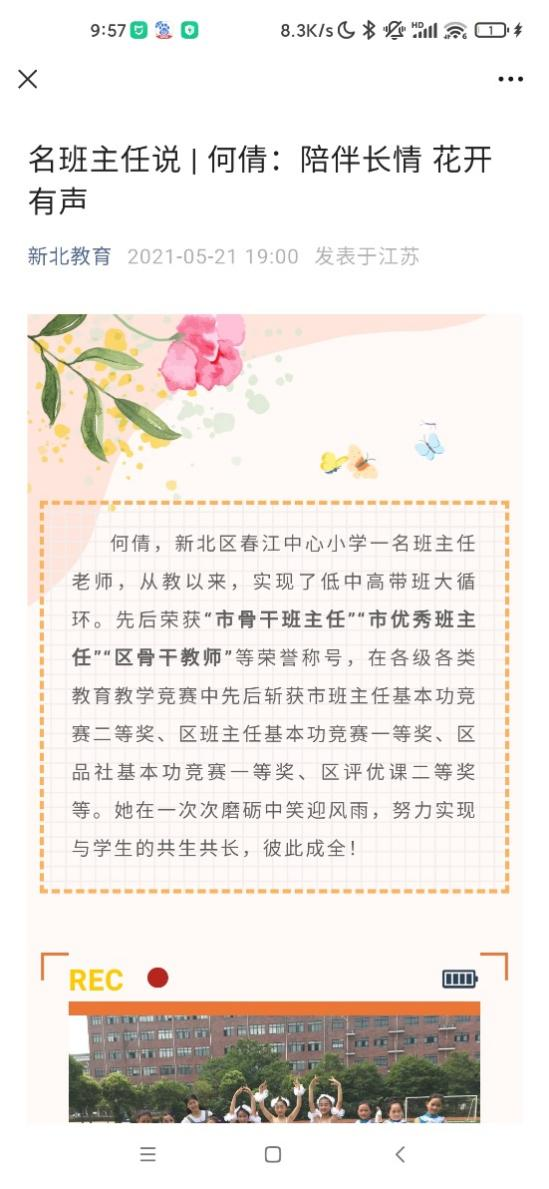 9:57
8.3K/s
HD
1
名班主任说 | 何倩：陪伴长情 花开
有声
新北教育 2021-05-21 19:00 发表于江苏
何倩，新北区春江中心小学一名班主任
老师，从教以来，实现了低中高带班大循
环。先后荣获“市骨干班主任”“市优秀班主
任”“区骨干教师”等荣誉称号，在各级各类
教育教学竞赛中先后斩获市班主任基本功竞
赛二等奖、区班主任基本功竞赛一等奖、区
品社基本功竞赛一等奖、区评优课二等奖
等。她在一次次磨砺中笑迎风雨，努力实现
与学生的共生共长，彼此成全！
REC